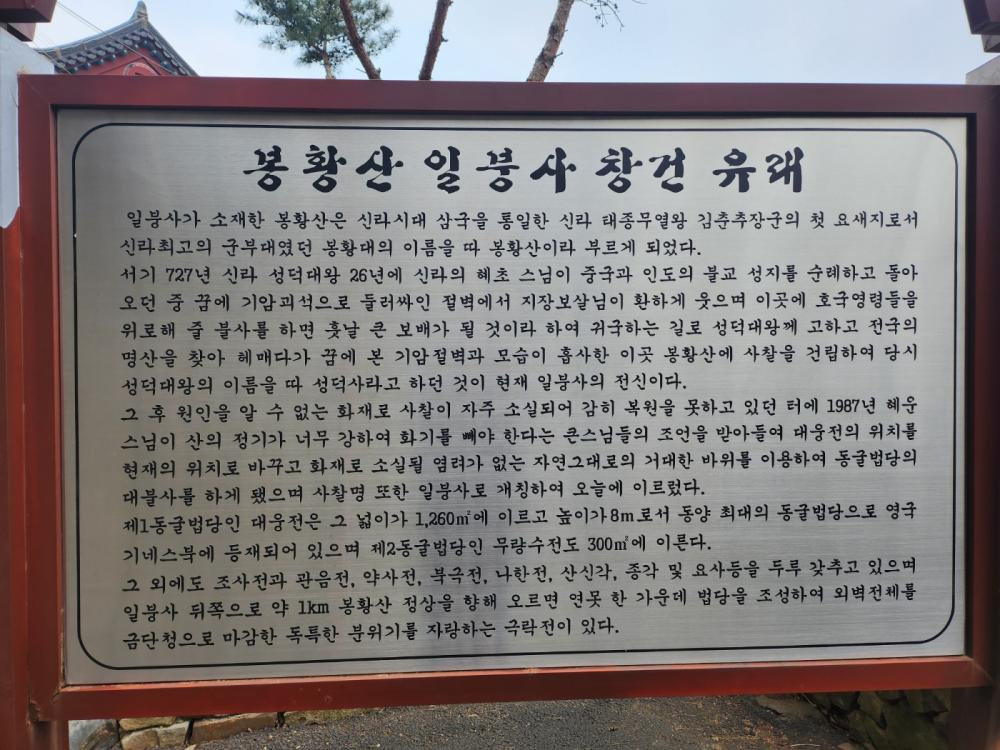 봉황산 일붕사 창건 유래
일붕사가 소재한 봉황산은 신라시대 삼국을 통일한 신라 태종무열왕 김춘추장군의 첫 요새지로서
신라최고의 군부대였던 봉황대의 이름을 따 봉황산이라 부르게 되었다.
서기 727년 신라 성덕대왕 26년에 신라의 혜초 스님이 중국과 인도의 불교 성지를 순례하고 돌아
오던 중 꿈에 기암괴석으로 둘러싸인 절벽에서 지장보살님이 환하게 웃으며 이곳에 호국영령들을
위로해 줄 불사를 하면 훗날 큰 보배가 될 것이라 하여 귀국하는 길로 성덕대왕께 고하고 전국의
명산을 찾아 헤매다가 꿈에 본 기암절벽과 모습이 흡사한 이곳 봉황산에 사찰을 건립하여 당시
성덕대왕의 이름을 따 성덕사라고 하던 것이 현재 일붕사의 전신이다.
그 후 원인을 알 수 없는 화재로 사찰이 자주 소실되어 감히 복원을 못하고 있던 터에 1987년 혜운
스님이 산의 정기가 너무 강하여 화기를 빼야 한다는 큰스님들의 조언을 받아들여 대웅전의 위치를
현재의 위치로 바꾸고 화재로 소실될 염려가 없는 자연그대로의 거대한 바위를 이용하여 동굴법당의
대불사를 하게 됐으며 사찰명 또한 일붕사로 개칭하여 오늘에 이르렀다.
제1동굴법당인 대웅전은 그 넓이가 1,260㎡에 이르고 높이가 8m로서 동양 최대의 동굴법당으로 영국
기네스북에 등재되어 있으며 제2동굴법당인 무량수전도 300㎡에 이른다.
그 외에도 조사전과 관음전, 약사전, 북극전, 나한전, 산신각, 종각 및 요사등을 두루 갖추고 있으며
일붕사 뒤쪽으로 약 1km 봉황산 정상을 향해 오르면 연못 한 가운데 법당을 조성하여 외벽전체를
금단청으로 마감한 독특한 분위기를 자랑하는 극락전이 있다.